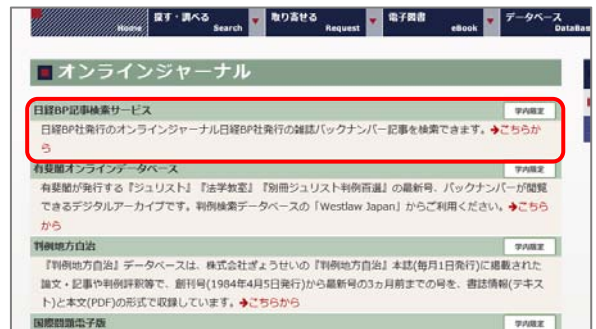 Home
探す・調べる
Search
取り寄せる
Request
電子図書
eBook
データベース
DataBas
オンラインジャーナル
日経BP記事検索サービス 学内限定
日経BP社発行のオンラインジャーナル日経BP社発行の雑誌バックナンバー記事を検索できます。➔こちらか
ら
有斐閣オンラインデータベース 学内限定
有斐閣が発行する『ジュリスト』『法学教室』『別冊ジュリスト判例百選』の最新号、バックナンバーが閲覧
できるデジタルアーカイブです。判例検索データベースの「Westlaw Japan」からご利用ください。➔こちら
から
判例地方自治 学内限定
『判例地方自治』データベースは、株式会社ぎょうせいの『判例地方自治』本誌(毎月1日発行)に掲載された
論文・記事や判例評釈等で、創刊号(1984年4月5日発行)から最新号の3ヵ月前までの号を、書誌情報(テキス
ト)と本文(PDF)の形式で収録しています。➔こちらから
国際問題電子版 学内限定